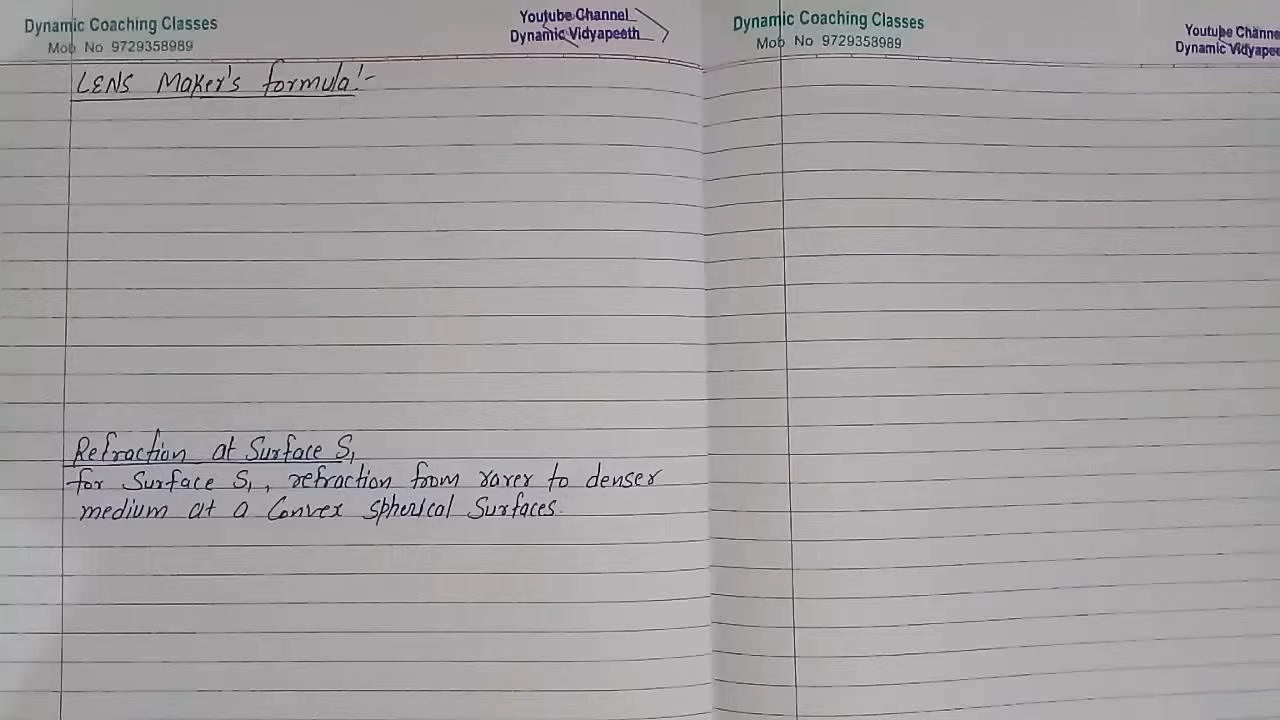 Dynamic Coaching Classes
Mob No 9729358989
Youtube Channel
Dynamic Vidyapeeth
Dynamic Coaching Classes
Mob No 9729358989
Youtube Channe
Dynamic Vidyapee
LENS Maker's formula!-
Refraction at Surface S₁
for Surface S₁, refraction from rarer to denser
medium at a Convex Spherical Surfaces.